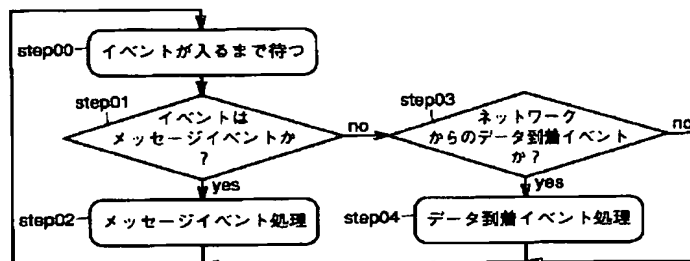 step00
イベントが入るまで待つ
step01
イベントは
メッセージイベントか
?
no
yes
step02
メッセージイベント処理
step03
ネットワーク
からのデータ到着イベント
か?
no
yes
step04
データ到着イベント処理